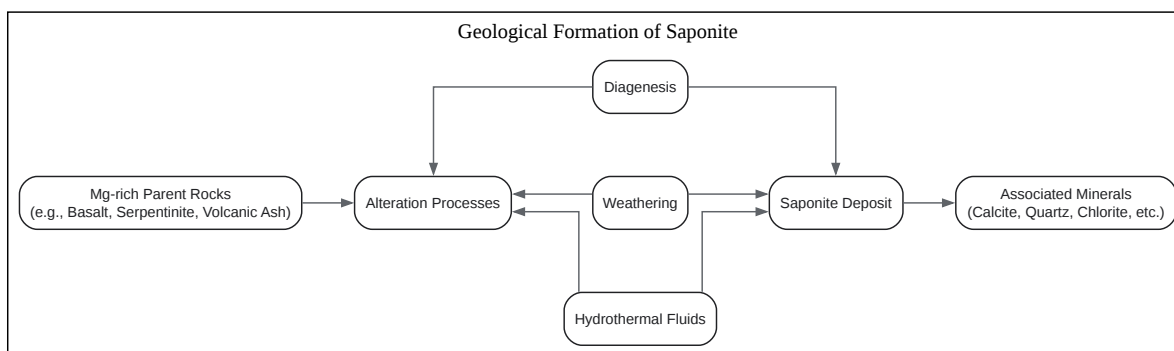 Geological Formation of Saponite
Diagenesis
Mg-rich Parent Rocks
(e.g., Basalt, Serpentinite, Volcanic Ash)
Alteration Processes
Weathering
Saponite Deposit
Associated Minerals
(Calcite, Quartz, Chlorite, etc.)
Hydrothermal Fluids